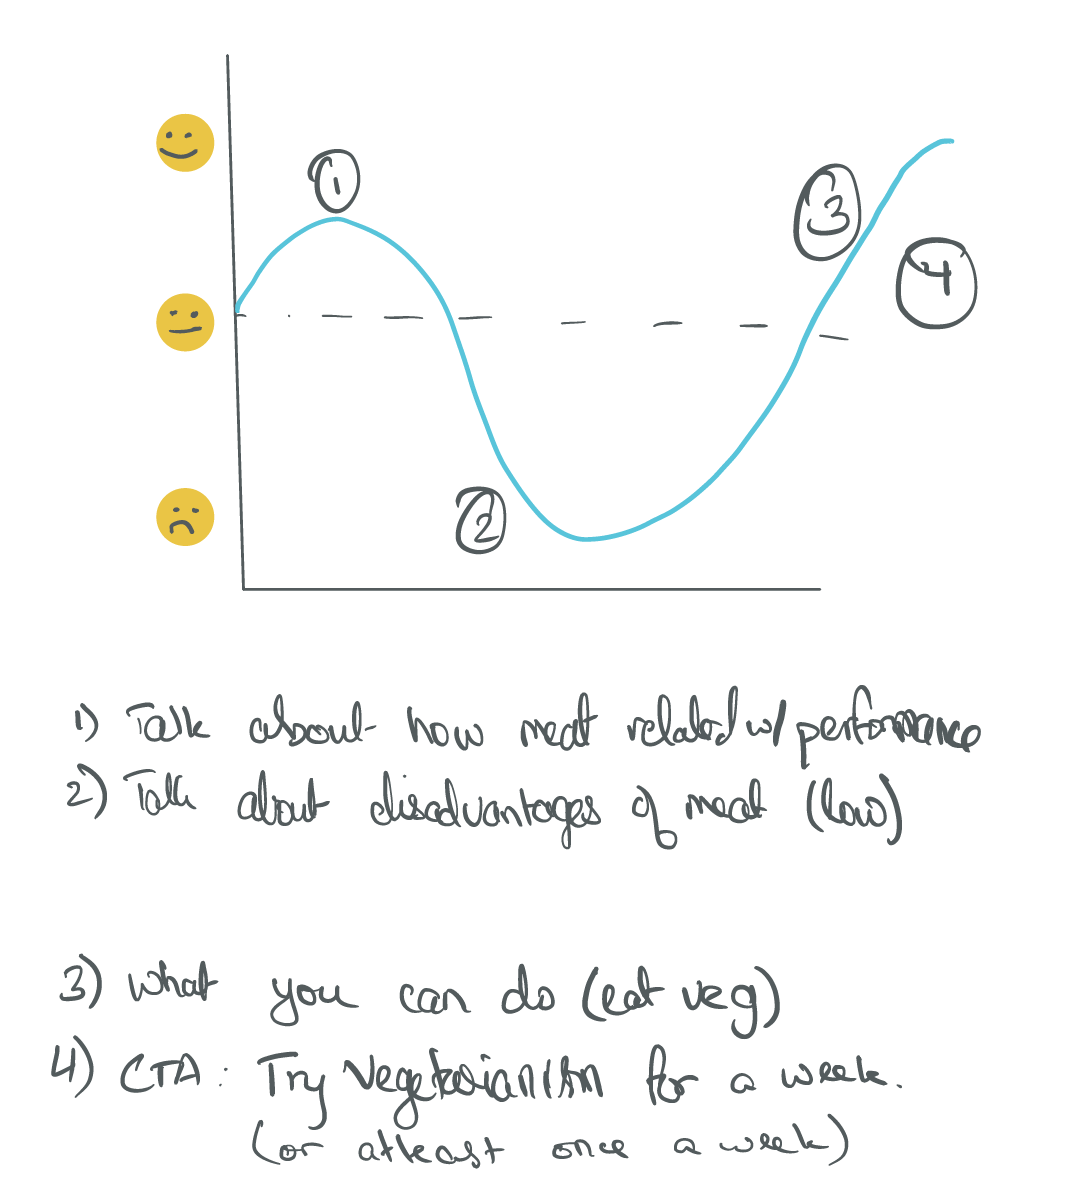 1
3
4
2
1) Talk about how meat related w/ performance
2) Talk about disadvantages of meat (low)
3) What you can do (eat veg)
4) CTA: Try Vegetarianism for a week.
(or atleast once a week)